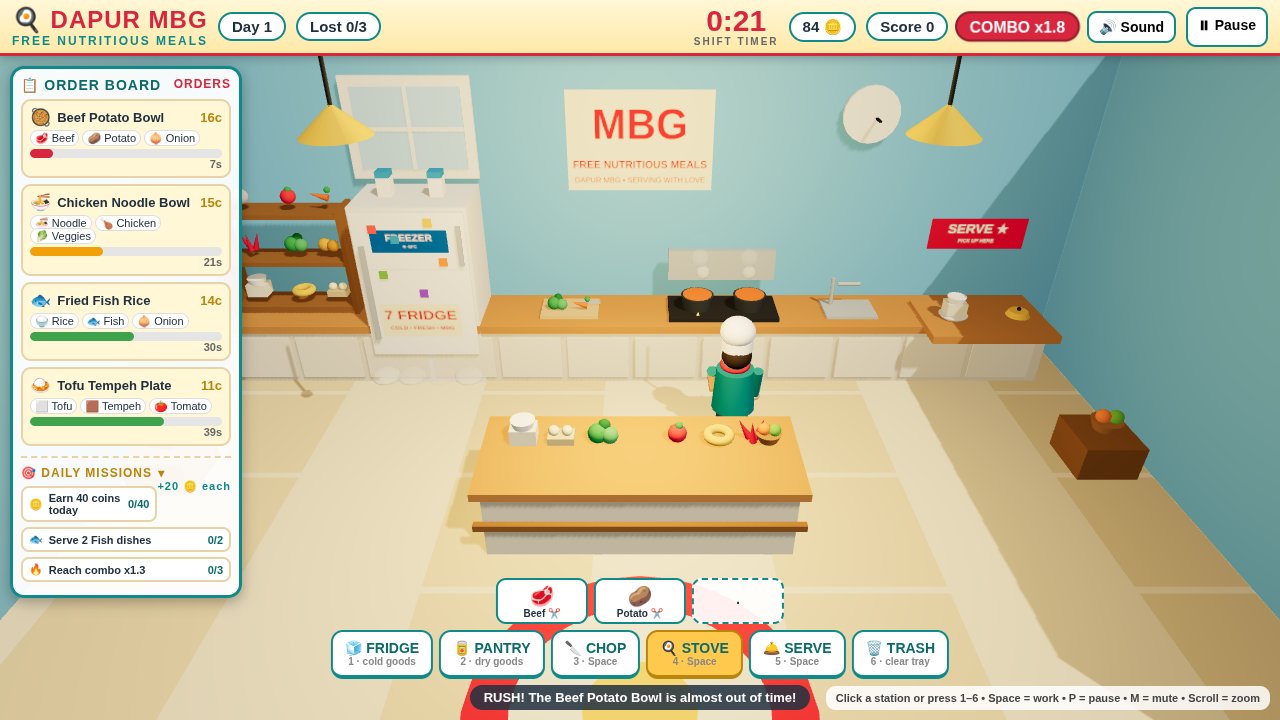 DAPUR MBG
FREE NUTRITIOUS MEALS
Day 1
Lost 0/3
0:21
SHIFT TIMER
84
Score 0
COMBO x1.8
Sound
Pause
ORDER BOARD
ORDERS
Beef Potato Bowl 16c
Beef Potato Onion
7s
Chicken Noodle Bowl 15c
Noodle Chicken
Veggies
21s
Fried Fish Rice 14c
Rice Fish Onion
30s
Tofu Tempeh Plate 11c
Tofu Tempeh Tomato
39s
DAILY MISSIONS ▼
+20 each
Earn 40 coins today 0/40
Serve 2 Fish dishes 0/2
Reach combo x1.3 0/3
MBG
FREE NUTRITIOUS MEALS
DAPUR MBG • SERVING WITH LOVE
FREEZER
7 FRIDGE
COLD • FRESH • MBG
SERVE ★
PICK UP HERE
Beef
Potato
FRIDGE
1 · cold goods
PANTRY
2 · dry goods
CHOP
3 · Space
STOVE
4 · Space
SERVE
5 · Space
TRASH
6 · clear tray
RUSH! The Beef Potato Bowl is almost out of time!
Click a station or press 1–6 • Space = work • P = pause • M = mute • Scroll = zoom